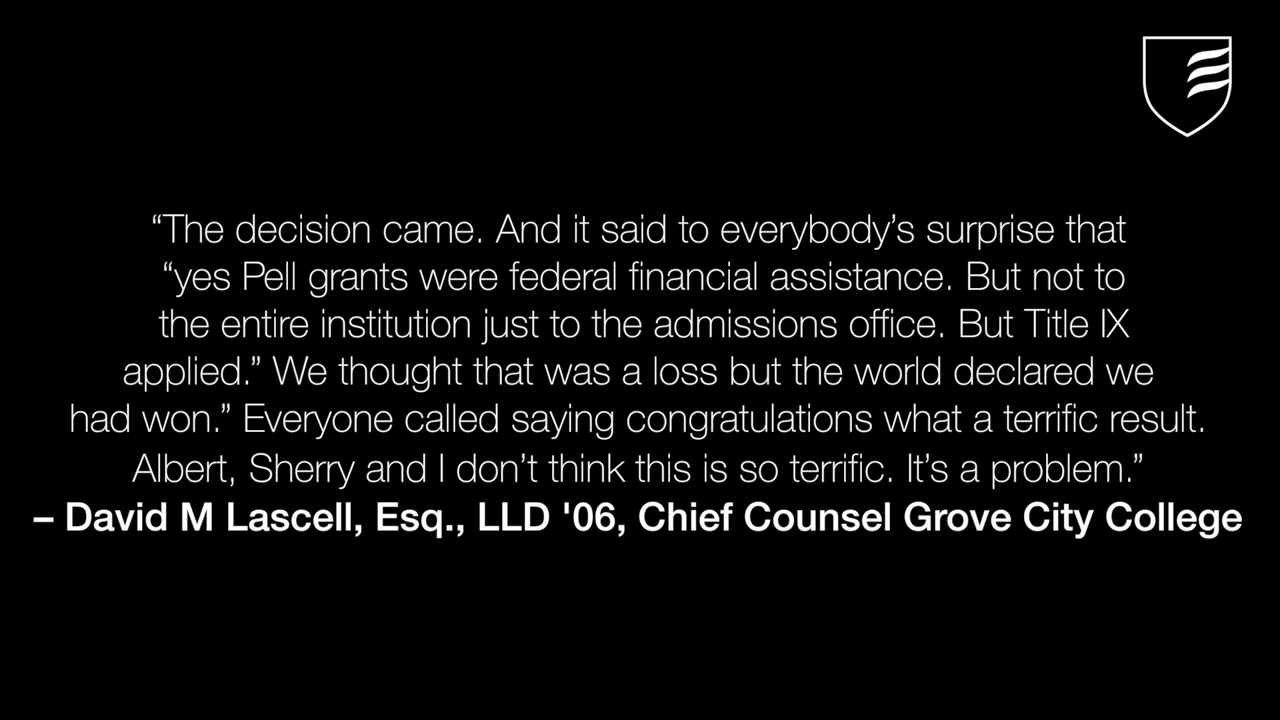 “The decision came. And it said to everybody’s surprise that
“yes Pell grants were federal financial assistance. But not to
the entire institution just to the admissions office. But Title IX
applied.” We thought that was a loss but the world declared we
had won.” Everyone called saying congratulations what a terrific result.
Albert, Sherry and I don’t think this is so terrific. It’s a problem.”
– David M Lascell, Esq., LLD '06, Chief Counsel Grove City College